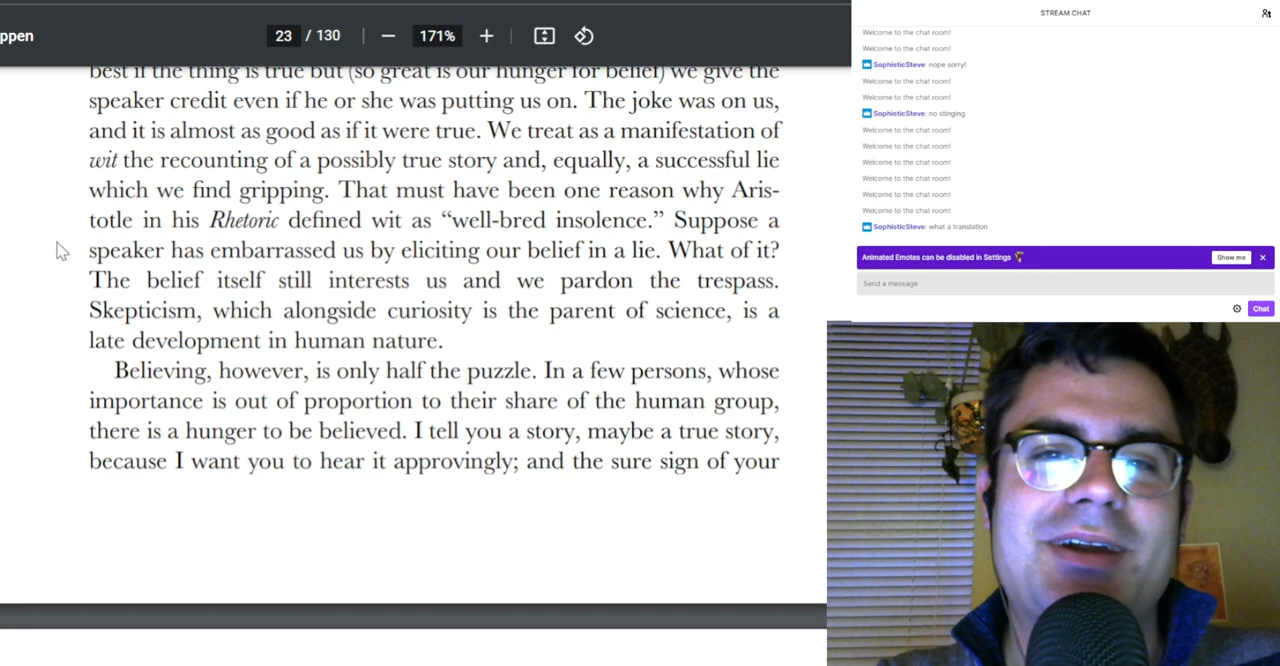 ppen
23 / 130
171%
best if the thing is true but (so great is our hunger for belief) we give the
speaker credit even if he or she was putting us on. The joke was on us,
and it is almost as good as if it were true. We treat as a manifestation of
wit the recounting of a possibly true story and, equally, a successful lie
which we find gripping. That must have been one reason why Aris-
totle in his Rhetoric defined wit as “well-bred insolence.” Suppose a
speaker has embarrassed us by eliciting our belief in a lie. What of it?
The belief itself still interests us and we pardon the trespass.
Skepticism, which alongside curiosity is the parent of science, is a
late development in human nature.
Believing, however, is only half the puzzle. In a few persons, whose
importance is out of proportion to their share of the human group,
there is a hunger to be believed. I tell you a story, maybe a true story,
because I want you to hear it approvingly; and the sure sign of your
STREAM CHAT
Welcome to the chat room!
Welcome to the chat room!
SophisticSteve: nope sorry!
Welcome to the chat room!
Welcome to the chat room!
SophisticSteve: no stinging
Welcome to the chat room!
Welcome to the chat room!
Welcome to the chat room!
Welcome to the chat room!
Welcome to the chat room!
Welcome to the chat room!
SophisticSteve: what a translation
Animated Emotes can be disabled in Settings
Show me
Send a message
Chat